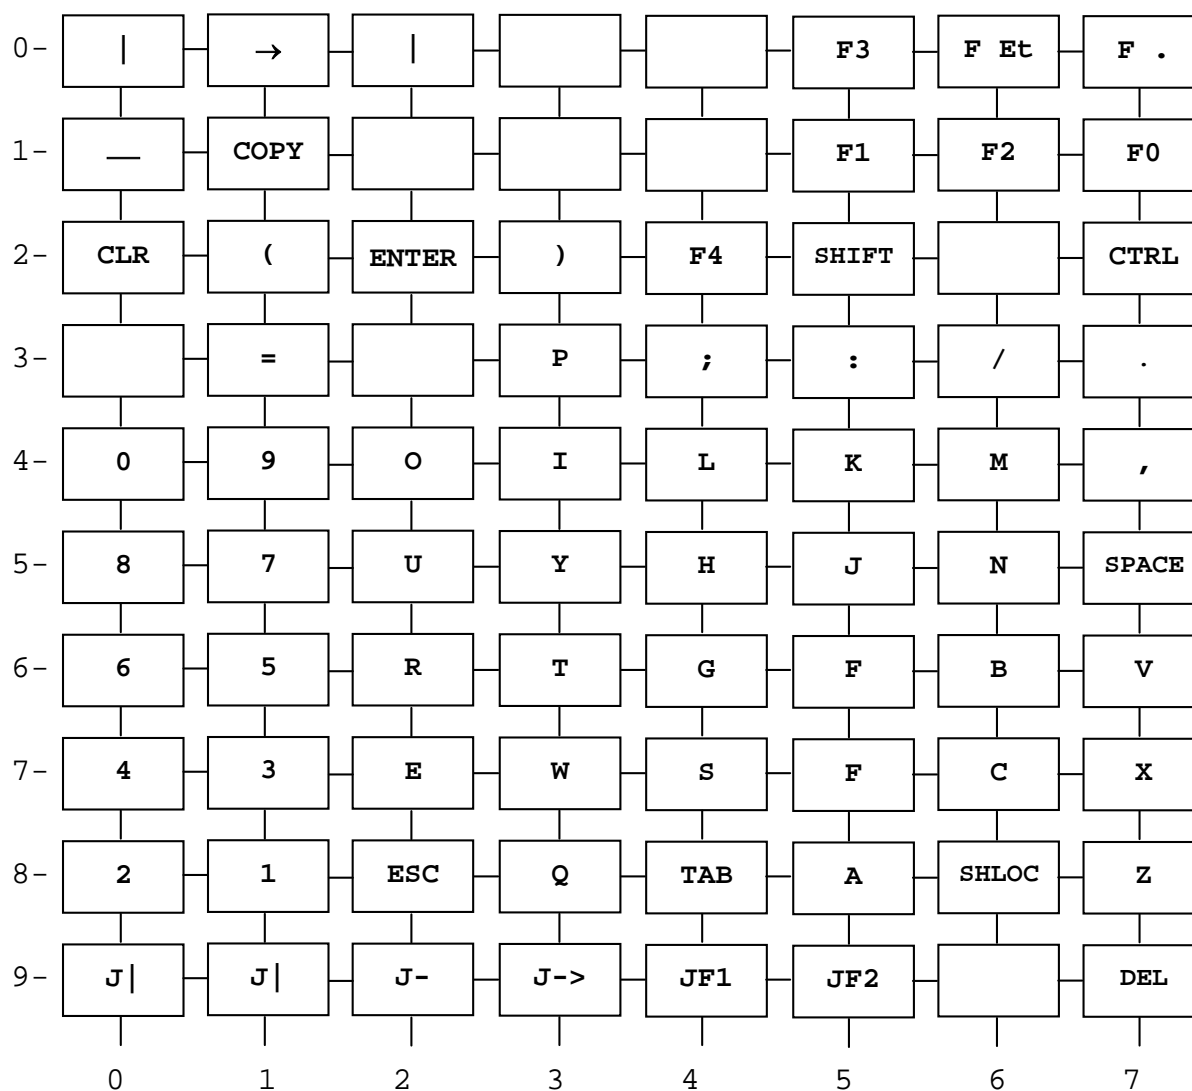 0- | → | F3 F Et F .
1- — COPY F1 F2 F0
2- CLR ( ENTER ) F4 SHIFT CTRL
3- = P ; : / .
4- 0 9 O I L K M ,
5- 8 7 U Y H J N SPACE
6- 6 5 R T G F B V
7- 4 3 E W S F C X
8- 2 1 ESC Q TAB A SHLOC Z
9- J| J| J- J-> JF1 JF2 DEL
0 1 2 3 4 5 6 7